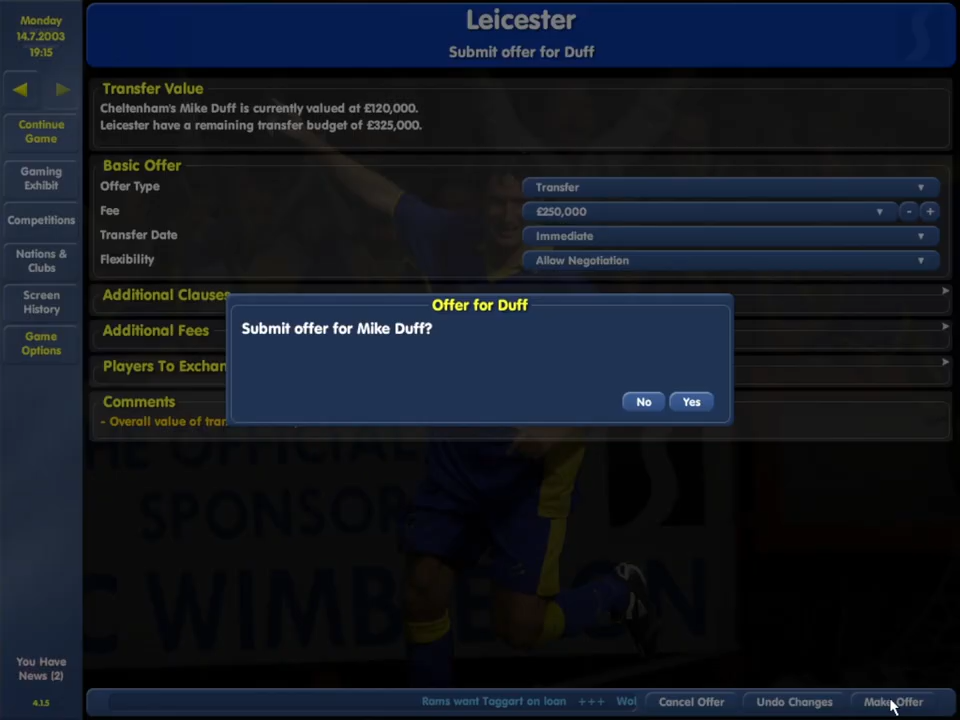 Monday
14.7.2003
19:15
Continue
Game
Gaming
Exhibit
Competitions
Nations &
Clubs
Screen
History
Game
Options
You Have
News (2)
4.1.5
Leicester
Submit offer for Duff
Transfer Value
Cheltenham's Mike Duff is currently valued at £120,000.
Leicester have a remaining transfer budget of £325,000.
Basic Offer
Offer Type Transfer
Fee £250,000 - +
Transfer Date Immediate
Flexibility Allow Negotiation
Additional Clauses
Additional Fees
Players To Exchan
Comments
- Overall value of tran
Offer for Duff
Submit offer for Mike Duff?
No Yes
HE OFFICIAL
SPONSOR
C WIMBLEDON
Rams want Taggart on loan +++ Wol
Cancel Offer Undo Changes Make Offer